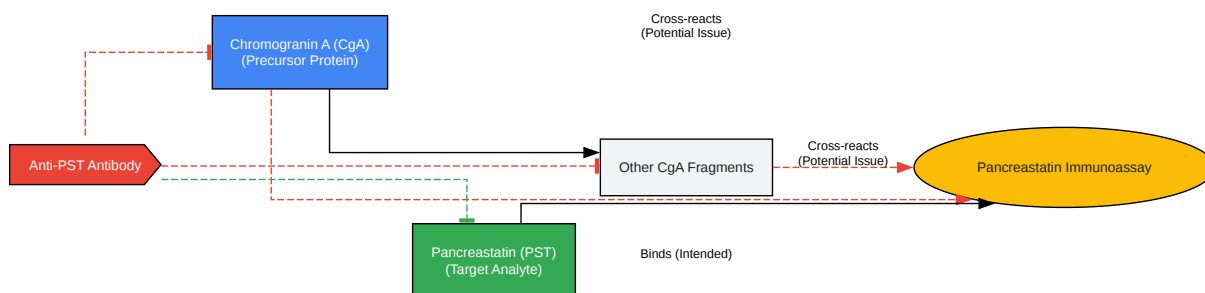 Cross-reacts
(Potential Issue)
Chromogranin A (CgA)
(Precursor Protein)
Anti-PST Antibody
Other CgA Fragments
Cross-reacts
(Potential Issue)
Pancreastatin Immunoassay
Pancreastatin (PST)
(Target Analyte)
Binds (Intended)